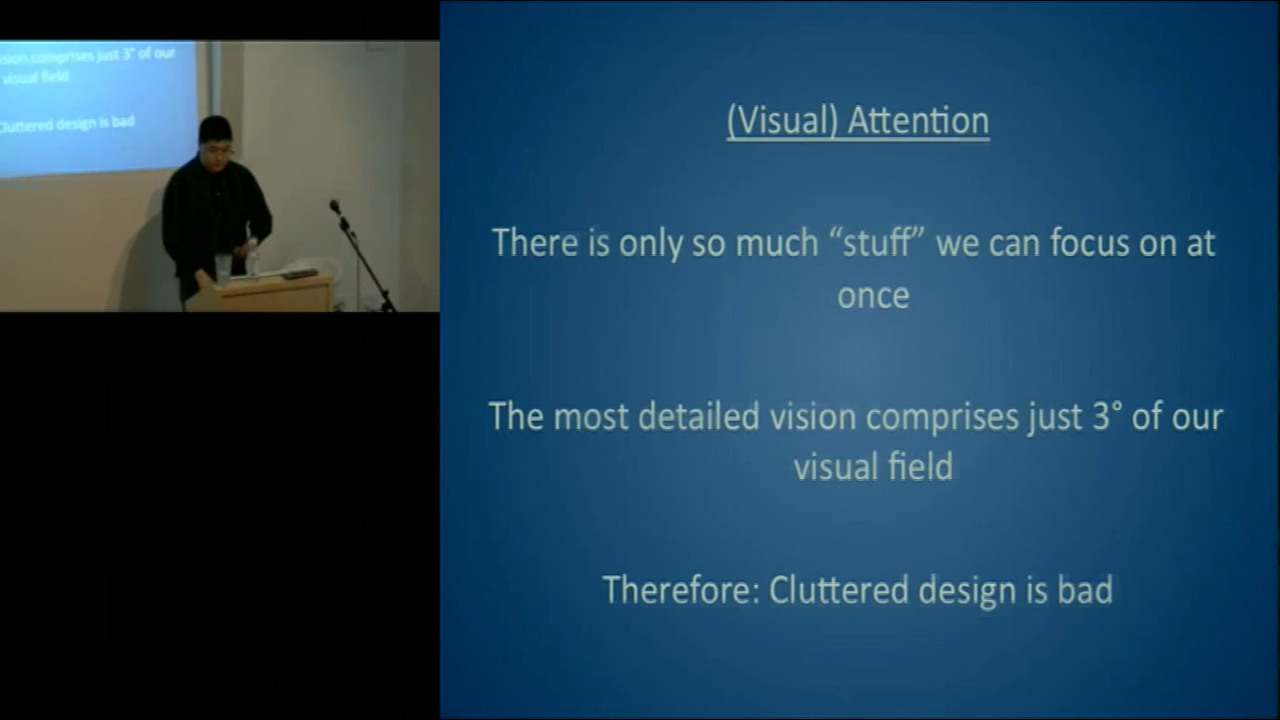 sion comprises just 3° of our
visual field
Cluttered design is bad
(Visual) Attention
There is only so much “stuff” we can focus on at
once
The most detailed vision comprises just 3° of our
visual field
Therefore: Cluttered design is bad